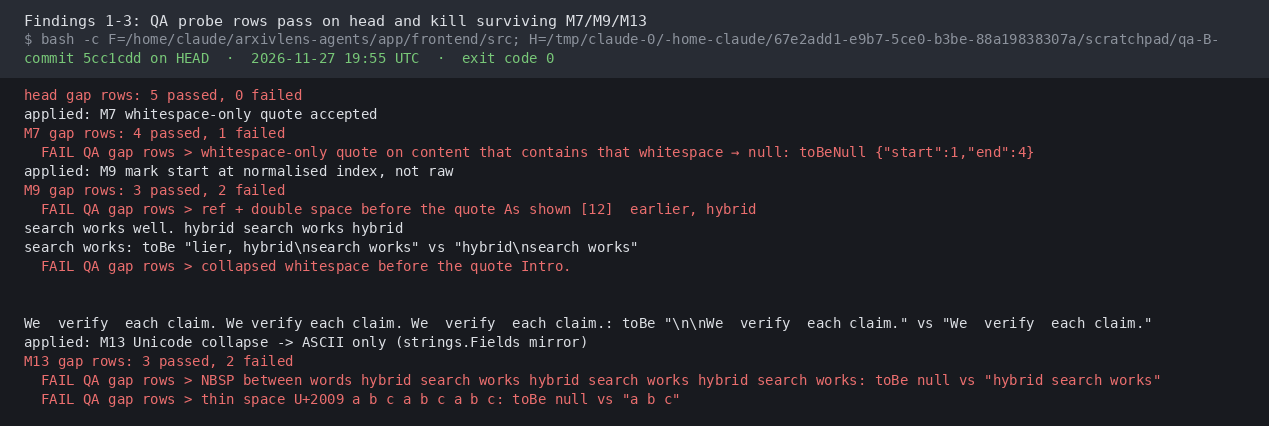 Findings 1-3: QA probe rows pass on head and kill surviving M7/M9/M13
$ bash -c F=/home/claude/arxivlens-agents/app/frontend/src; H=/tmp/claude-0/-home-claude/67e2add1-e9b7-5ce0-b3be-88a19838307a/scratchpad/qa-B-
commit 5cc1cdd on HEAD · 2026-11-27 19:55 UTC · exit code 0
head gap rows: 5 passed, 0 failed
applied: M7 whitespace-only quote accepted
M7 gap rows: 4 passed, 1 failed
FAIL QA gap rows > whitespace-only quote on content that contains that whitespace → null: toBeNull {"start":1,"end":4}
applied: M9 mark start at normalised index, not raw
M9 gap rows: 3 passed, 2 failed
FAIL QA gap rows > ref + double space before the quote As shown [12]  earlier, hybrid
search works well. hybrid search works hybrid
search works: toBe "lier, hybrid\nsearch works" vs "hybrid\nsearch works"
FAIL QA gap rows > collapsed whitespace before the quote Intro.
We  verify  each claim. We verify each claim. We  verify  each claim.: toBe "\n\nWe  verify  each claim." vs "We  verify  each claim."
applied: M13 Unicode collapse -> ASCII only (strings.Fields mirror)
M13 gap rows: 3 passed, 2 failed
FAIL QA gap rows > NBSP between words hybrid search works hybrid search works hybrid search works: toBe null vs "hybrid search works"
FAIL QA gap rows > thin space U+2009 a b c a b c a b c: toBe null vs "a b c"